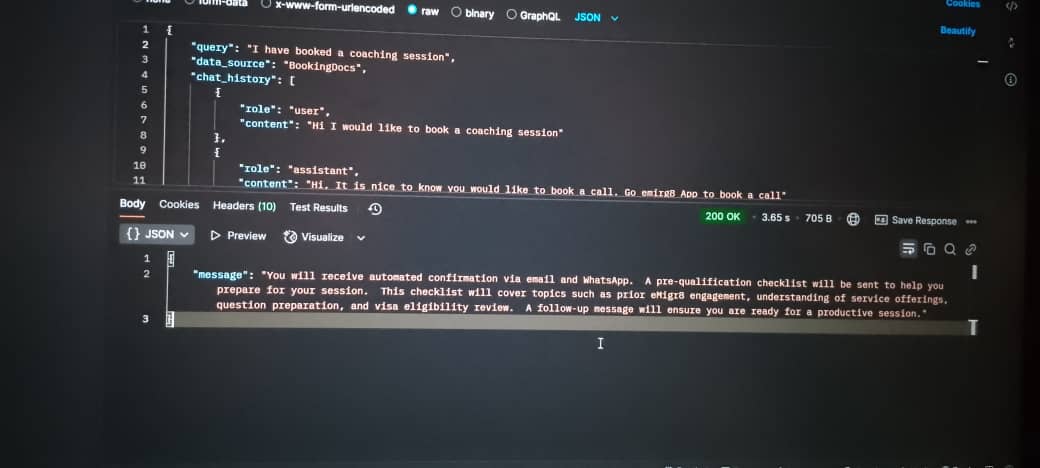 none form-data x-www-form-urlencoded raw binary GraphQL JSON Cookies
Beautify
1 {
2 "query": "I have booked a coaching session",
3 "data_source": "BookingDocs",
4 "chat_history": [
5 {
6 "role": "user",
7 "content": "Hi I would like to book a coaching session"
8 },
9 {
10 "role": "assistant",
11 "content": "Hi, It is nice to know you would like to book a call. Go emirg8 App to book a call"
Body Cookies Headers (10) Test Results 200 OK 3.65 s 705 B Save Response
{} JSON Preview Visualize
1 {
2 "message": "You will receive automated confirmation via email and WhatsApp. A pre-qualification checklist will be sent to help you
prepare for your session. This checklist will cover topics such as prior eMigr8 engagement, understanding of service offerings,
question preparation, and visa eligibility review. A follow-up message will ensure you are ready for a productive session."
3 }